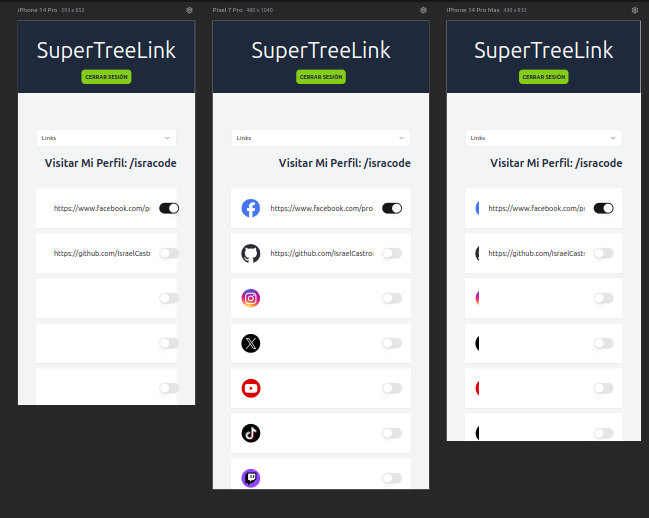 iPhone 14 Pro 393 x 852
SuperTreeLink
CERRAR SESIÓN
Links
Visitar Mi Perfil: /isracode
https://www.facebook.com/p
https://github.com/IsraelCastr
Pixel 7 Pro 480 x 1040
SuperTreeLink
CERRAR SESIÓN
Links
Visitar Mi Perfil: /isracode
https://www.facebook.com/pro
https://github.com/IsraelCastro
iPhone 14 Pro Max 430 x 932
SuperTreeLink
CERRAR SESIÓN
Links
Visitar Mi Perfil: /isracode
https://www.facebook.com/p
https://github.com/IsraelCast